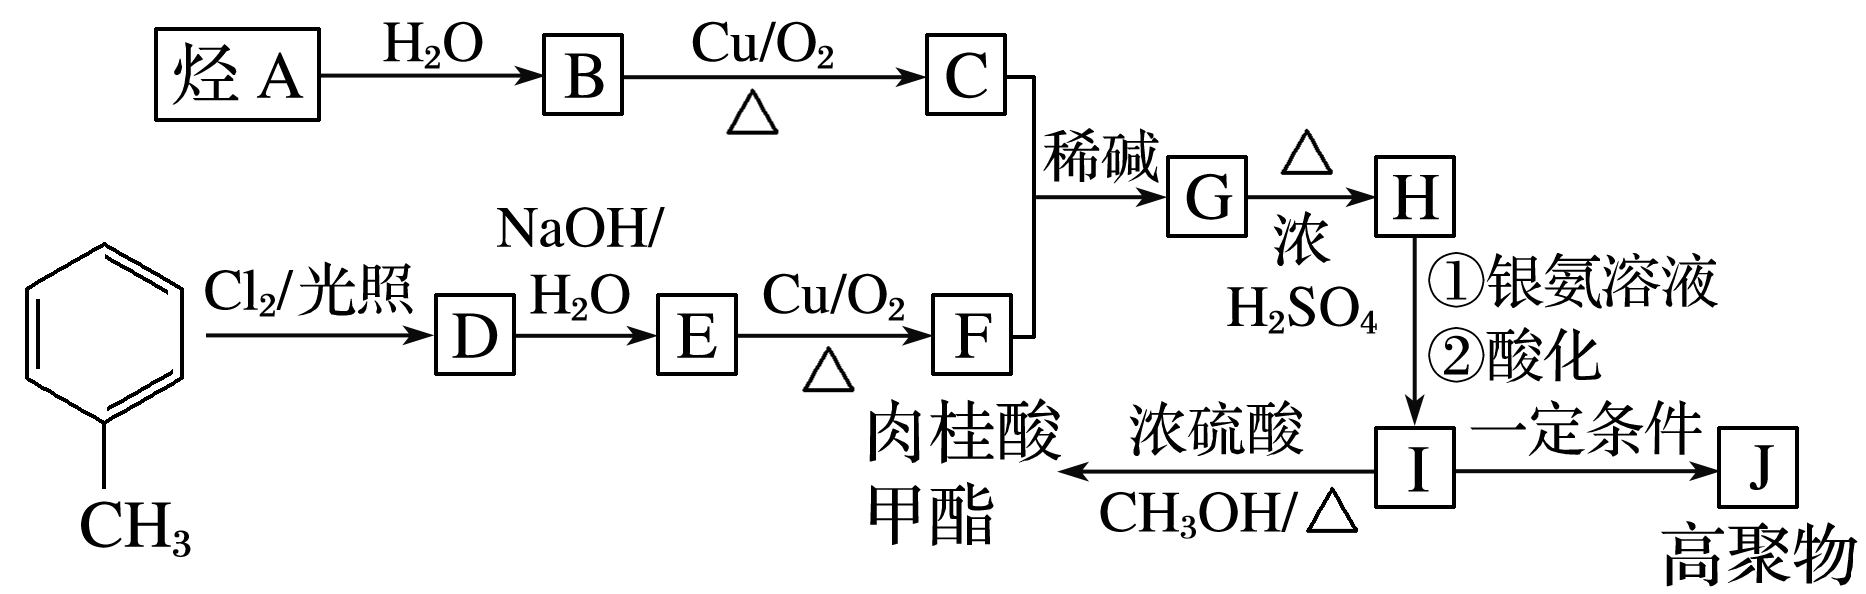 烃 A
H₂O
B
Cu/O₂
△
C
稀碱
G
△
浓
H₂SO₄
H
CH₃
Cl₂/光照
D
NaOH/
H₂O
E
Cu/O₂
△
F
①银氨溶液
②酸化
I
浓硫酸
CH₃OH/△
肉桂酸
甲酯
一定条件
J
高聚物